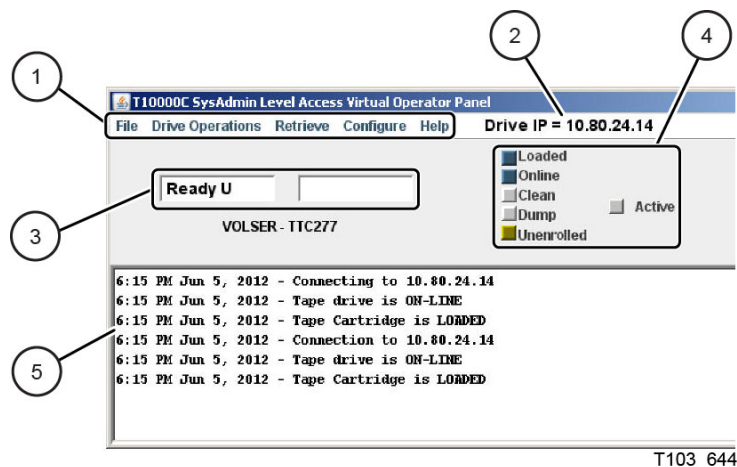 2
4
1
T10000C SysAdmin Level Access Virtual Operator Panel
File Drive Operations Retrieve Configure Help Drive IP = 10.80.24.14
Loaded
Online
Clean
Dump
Unenrolled
Active
Ready U
VOLSER - TTC277
3
6:15 PM Jun 5, 2012 - Connecting to 10.80.24.14
6:15 PM Jun 5, 2012 - Tape drive is ON-LINE
6:15 PM Jun 5, 2012 - Tape Cartridge is LOADED
6:15 PM Jun 5, 2012 - Connection to 10.80.24.14
6:15 PM Jun 5, 2012 - Tape drive is ON-LINE
6:15 PM Jun 5, 2012 - Tape Cartridge is LOADED
5
T103_644